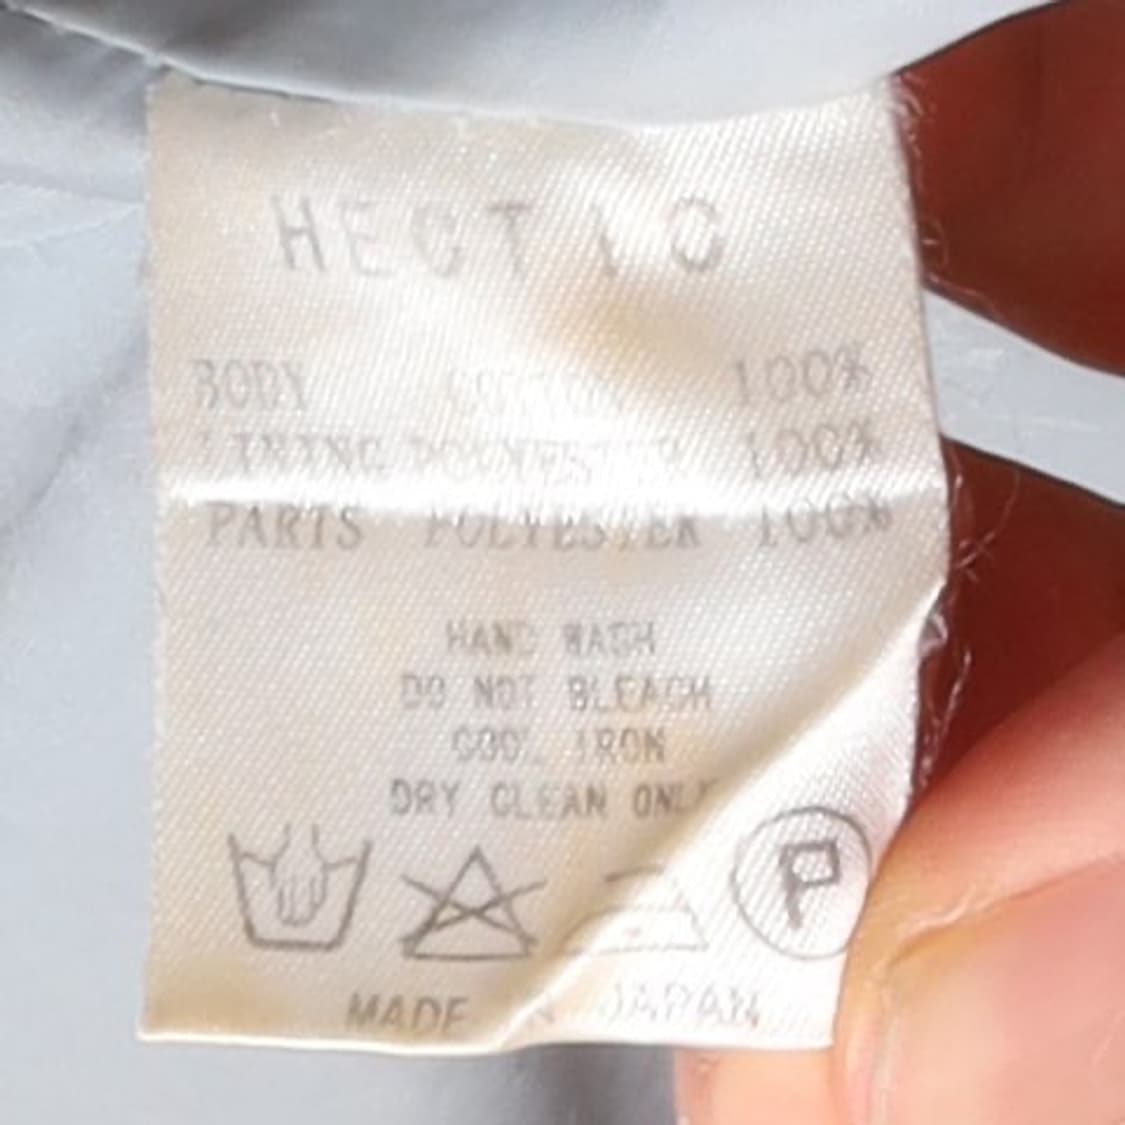 HECTIC
BODY COTTON 100%
LINING POLYESTER 100%
PARTS POLYESTER 100%
HAND WASH
DO NOT BLEACH
COOL IRON
DRY CLEAN ONLY
P
MADE IN JAPAN